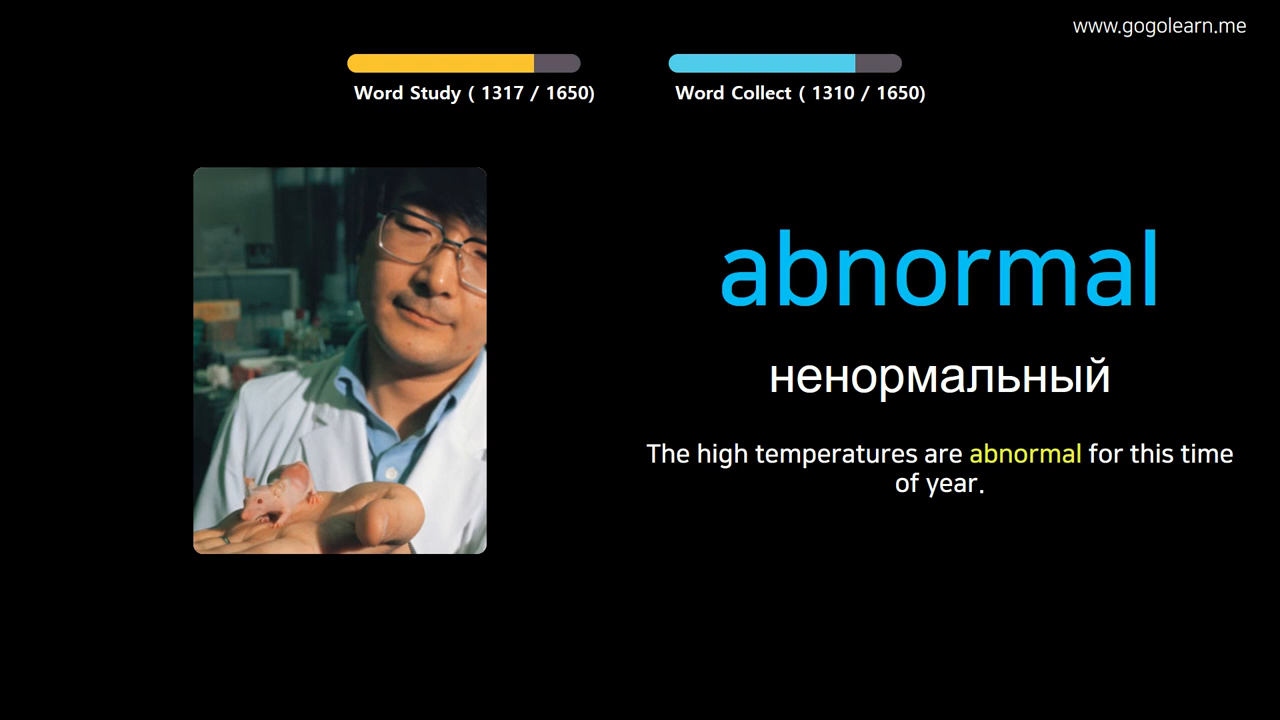 www.gogolearn.me
Word Study ( 1317 / 1650)
Word Collect ( 1310 / 1650)
abnormal
ненормальный
The high temperatures are abnormal for this time
of year.